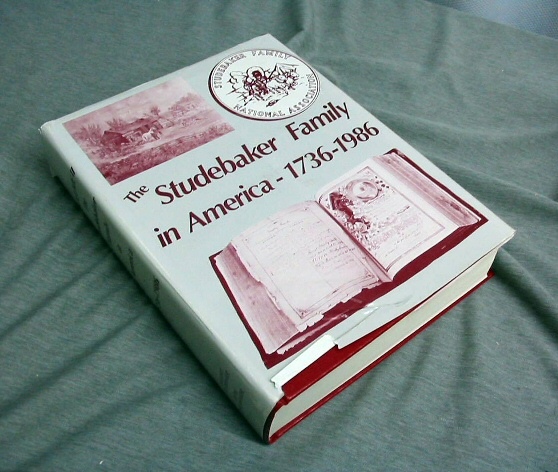 STUDEBAKER FAMILY
NATIONAL ASSOCIATION
The Studebaker Family
in America - 1736-1986